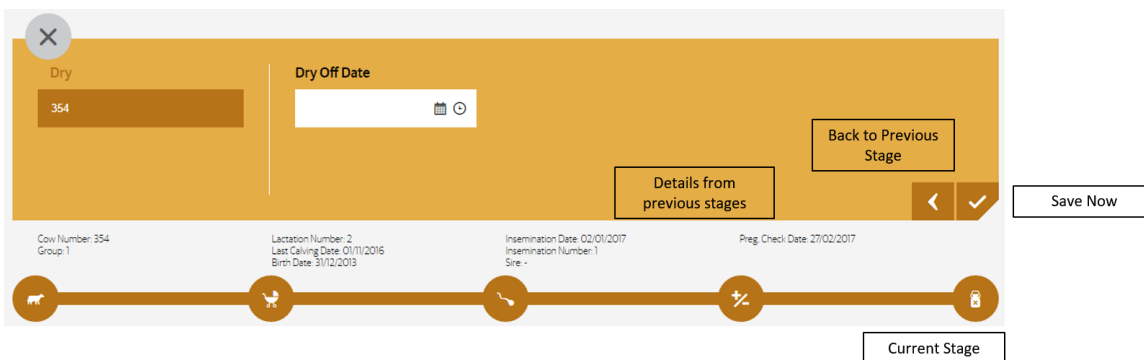 Dry
Dry Off Date
354
Back to Previous
Stage
Details from
previous stages
Save Now
Cow Number: 354
Group: 1
Lactation Number: 2
Last Calving Date: 01/11/2016
Birth Date: 31/12/2013
Insemination Date: 02/01/2017
Insemination Number: 1
Sire: -
Preg. Check Date: 27/02/2017
Current Stage